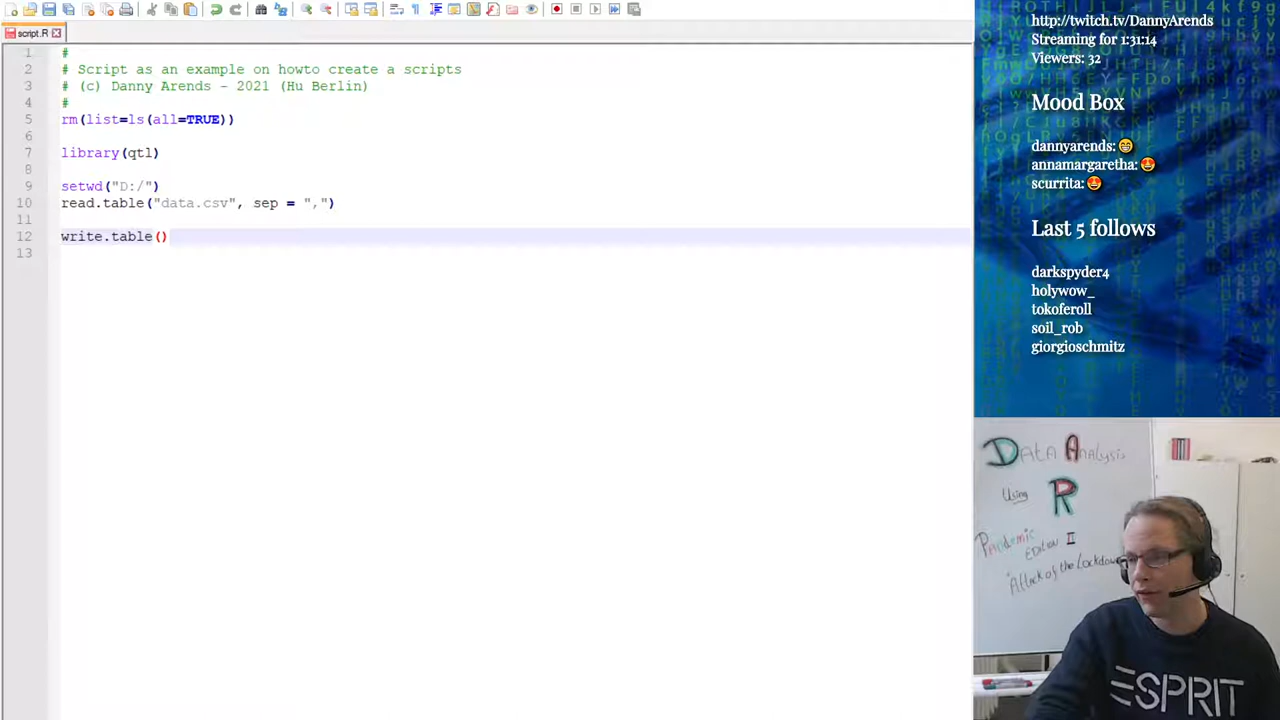 script.R
1 #
2 # Script as an example on howto create a scripts
3 # (c) Danny Arends - 2021 (Hu Berlin)
4 #
5 rm(list=ls(all=TRUE))
6
7 library(qtl)
8
9 setwd("D:/")
10 read.table("data.csv", sep = ",")
11
12 write.table()
13
http://twitch.tv/DannyArends
Streaming for 1:31:14
Viewers: 32
Mood Box
dannyarends: 😁
annamargaretha: 😍
scurrita: 😍
Last 5 follows
darkspyder4
holywow_
tokoferoll
soil_rob
giorgioschmitz
Data Analysis
Using R
Pandemic
Edition II
"Attack of the Lockdown
ESPRIT